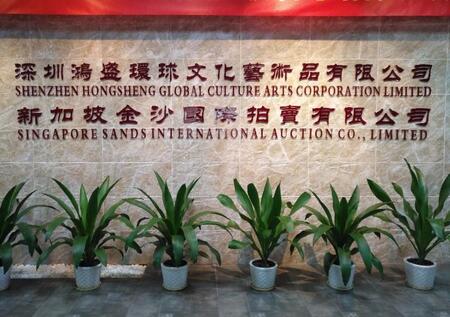 深圳鴻盛環球文化藝術品有限公司
SHENZHEN HONGSHENG GLOBAL CULTURE ARTS CORPORATION LIMITED
新加坡金沙國際拍賣有限公司
SINGAPORE SANDS INTERNATIONAL AUCTION CO., LIMITED